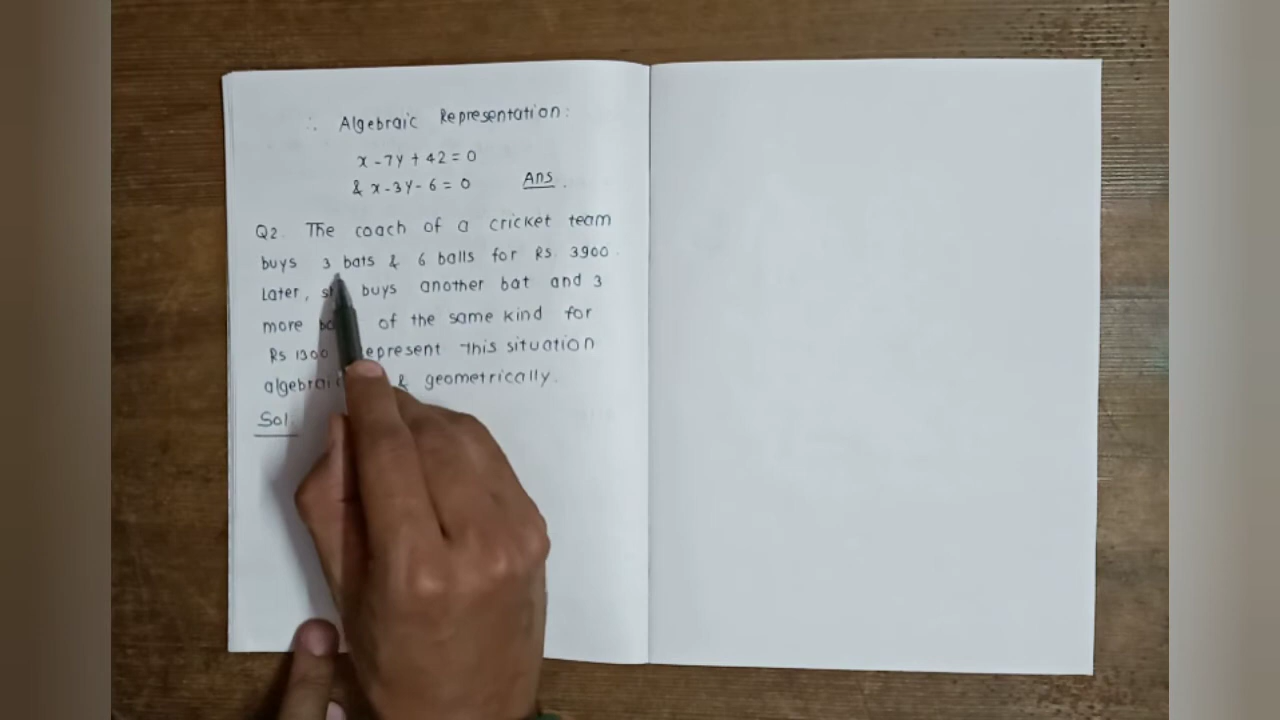 ∴ Algebraic Representation:
x - 7y + 42 = 0
& x - 3y - 6 = 0 Ans.
Q2. The coach of a cricket team
buys 3 bats & 6 balls for Rs 3900.
Later, buys another bat and 3
more of the same kind for
Rs 1300 represent This situation
& geometrically.
Sol.